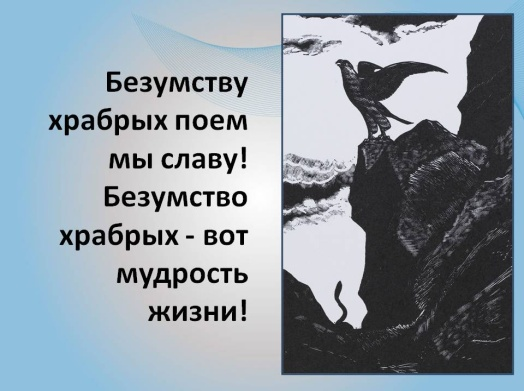 Безумству
храбрых поем
мы славу!
Безумство
храбрых - вот
мудрость
жизни!